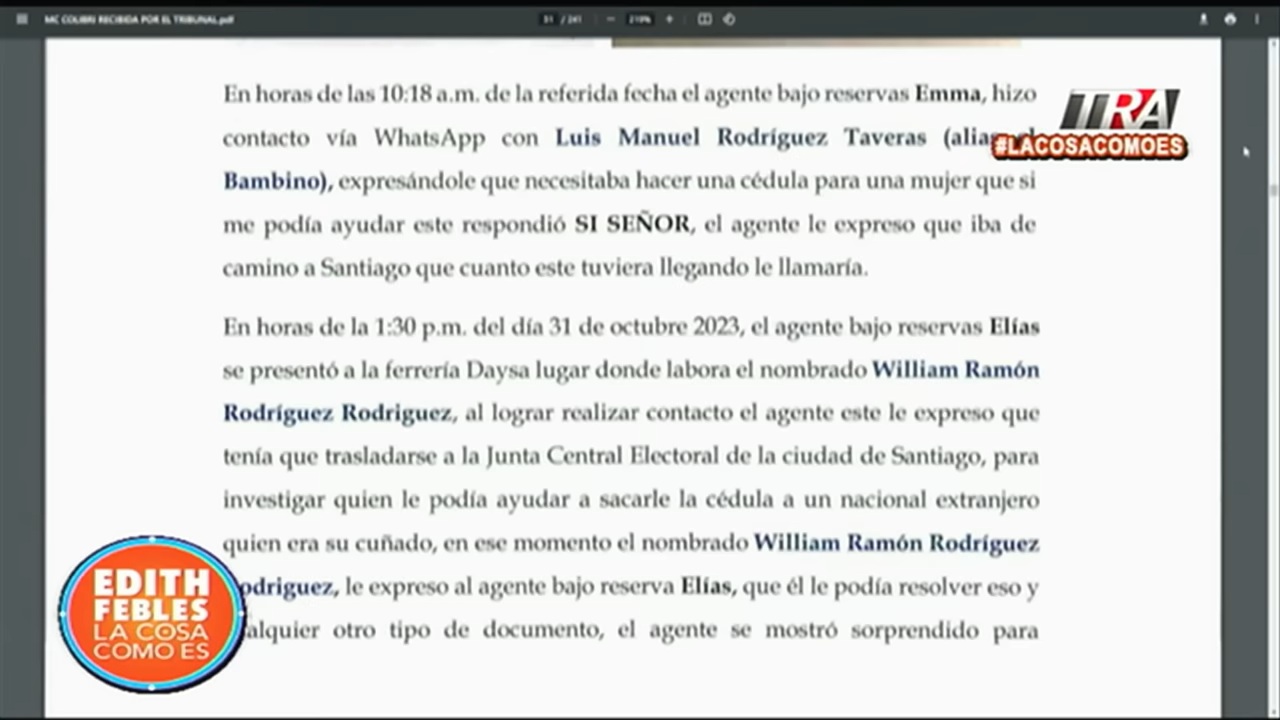 MC COLIBRI RECIBIDA POR EL TRIBUNAL.pdf
51 / 241
219%
En horas de las 10:18 a.m. de la referida fecha el agente bajo reservas Emma, hizo
TRA
contacto vía WhatsApp con Luis Manuel Rodríguez Taveras (alias el
#LACOSACOMOES
Bambino), expresándole que necesitaba hacer una cédula para una mujer que si
me podía ayudar este respondió SI SEÑOR, el agente le expreso que iba de
camino a Santiago que cuanto este tuviera llegando le llamaría.
En horas de la 1:30 p.m. del día 31 de octubre 2023, el agente bajo reservas Elías
se presentó a la ferrería Daysa lugar donde labora el nombrado William Ramón
Rodríguez Rodriguez, al lograr realizar contacto el agente este le expreso que
tenía que trasladarse a la Junta Central Electoral de la ciudad de Santiago, para
investigar quien le podía ayudar a sacarle la cédula a un nacional extranjero
quien era su cuñado, en ese momento el nombrado William Ramón Rodríguez
odriguez, le expreso al agente bajo reserva Elías, que él le podía resolver eso y
alquier otro tipo de documento, el agente se mostró sorprendido para
EDITH
FEBLES
LA COSA
COMO ES